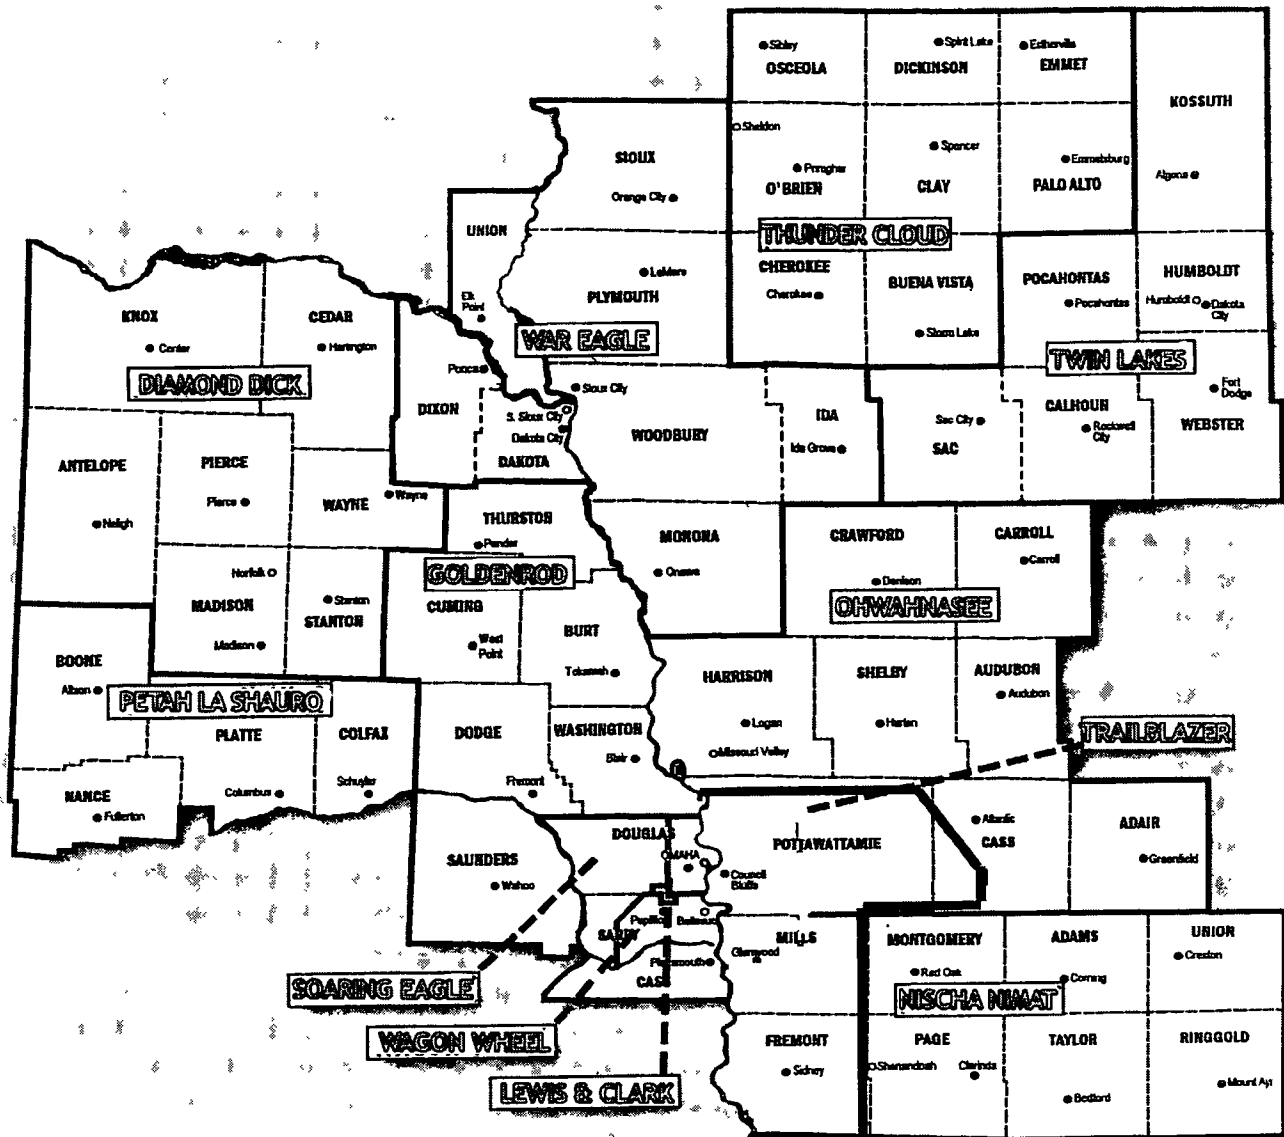 Sibley
OSCEOLA
Spirit Lake
DICKINSON
Estherville
EMMET
KOSSUTH
Algona
Sheldon
Primghar
O'BRIEN
Spencer
CLAY
Emmetsburg
PALO ALTO
SIOUX
Orange City
UNION
Elk
Point
THUNDER CLOUD
CHEROKEE
Cherokee
BUENA VISTA
Storm Lake
POCAHONTAS
Pocahontas
HUMBOLDT
Humboldt
Dakota
City
LeMars
PLYMOUTH
WAR EAGLE
TWIN LAKES
KNOX
Center
CEDAR
Hartington
DIAMOND DICK
Ponca
DIXON
Sioux City
S. Sioux City
Dakota City
DAKOTA
WOODBURY
IDA
Ida Grove
Sac City
SAC
CALHOUN
Rockwell
City
Fort
Dodge
WEBSTER
ANTELOPE
Neligh
PIERCE
Pierce
WAYNE
Wayne
THURSTON
Pender
GOLDENROD
MONONA
Onawa
CRAWFORD
Denison
CARROLL
Carroll
OHWAHNASEE
Norfolk
MADISON
Madison
Stanton
STANTON
CUMING
West
Point
BURT
Tekamah
BOONE
Albion
PETAH LA SHAURO
PLATTE
Columbus
COLFAX
Schuyler
NANCE
Fullerton
DODGE
Fremont
WASHINGTON
Blair
HARRISON
Logan
Missouri Valley
SHELBY
Harlan
AUDUBON
Audubon
TRAILBLAZER
SAUNDERS
Wahoo
DOUGLAS
OMAHA
POTTAWATTAMIE
Council
Bluffs
Atlantic
CASS
ADAIR
Greenfield
Papillion
Bellevue
SARPY
Plattsmouth
CASS
MILLS
Glenwood
MONTGOMERY
Red Oak
ADAMS
Corning
UNION
Creston
NISCHA NIMAT
SOARING EAGLE
WAGON WHEEL
LEWIS & CLARK
FREMONT
Sidney
PAGE
Shenandoah
Clarinda
TAYLOR
Bedford
RINGGOLD
Mount Ayr